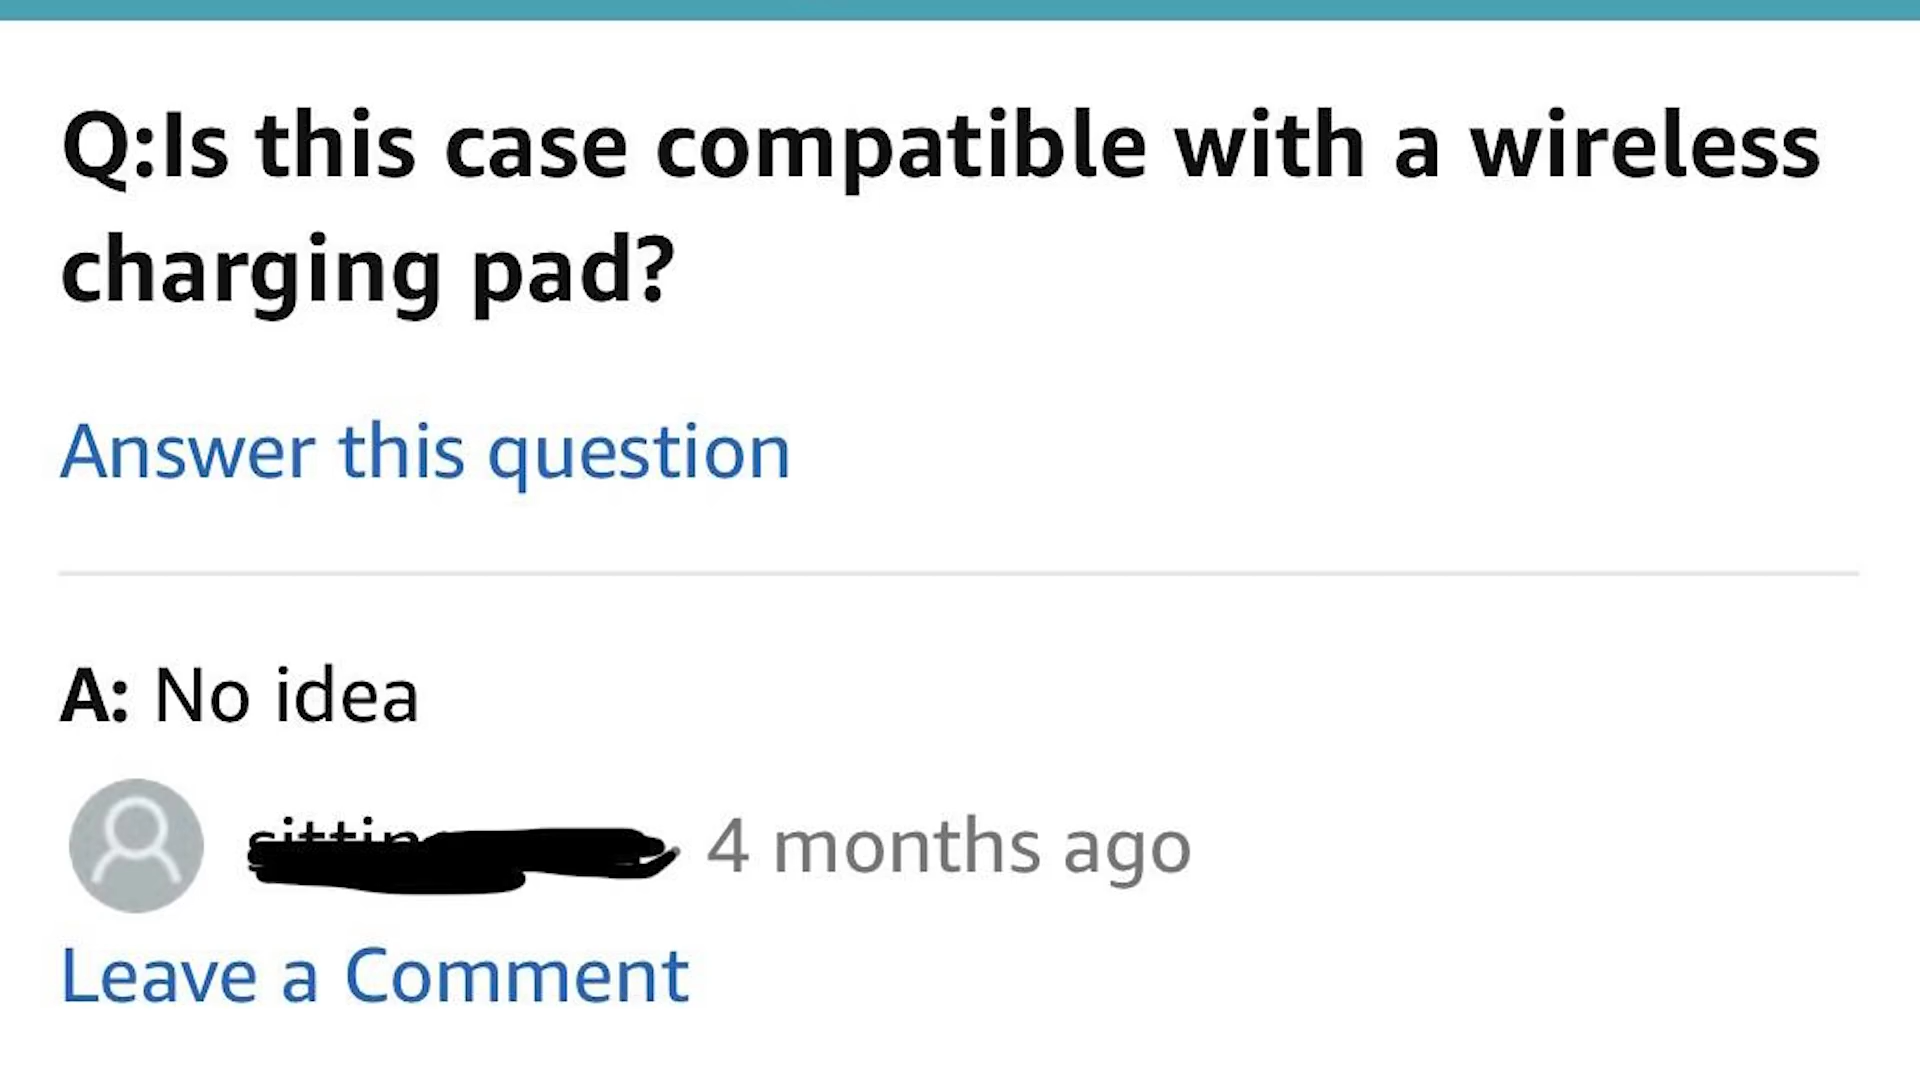 Q:Is this case compatible with a wireless
charging pad?
Answer this question
A: No idea
4 months ago
Leave a Comment